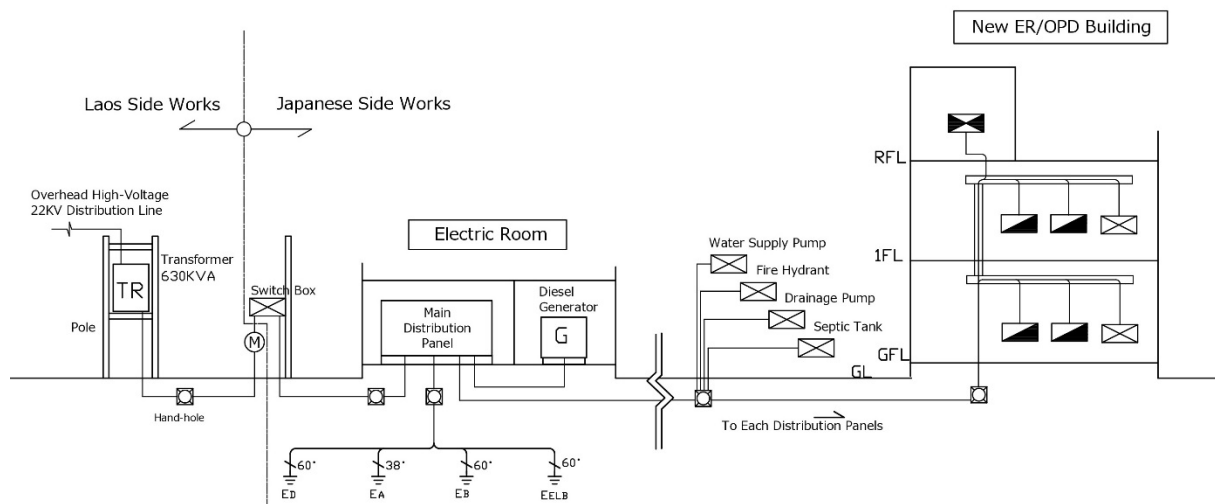 New ER/OPD Building
Laos Side Works
Japanese Side Works
RFL
Overhead High-Voltage
22KV Distribution Line
Electric Room
Transformer
630KVA
TR
Pole
Switch Box
M
Main
Distribution
Panel
Diesel
Generator
G
Water Supply Pump
Fire Hydrant
Drainage Pump
Septic Tank
1FL
GFL
GL
Hand-hole
To Each Distribution Panels
60°
38°
60°
60°
ED
EA
EB
EELB